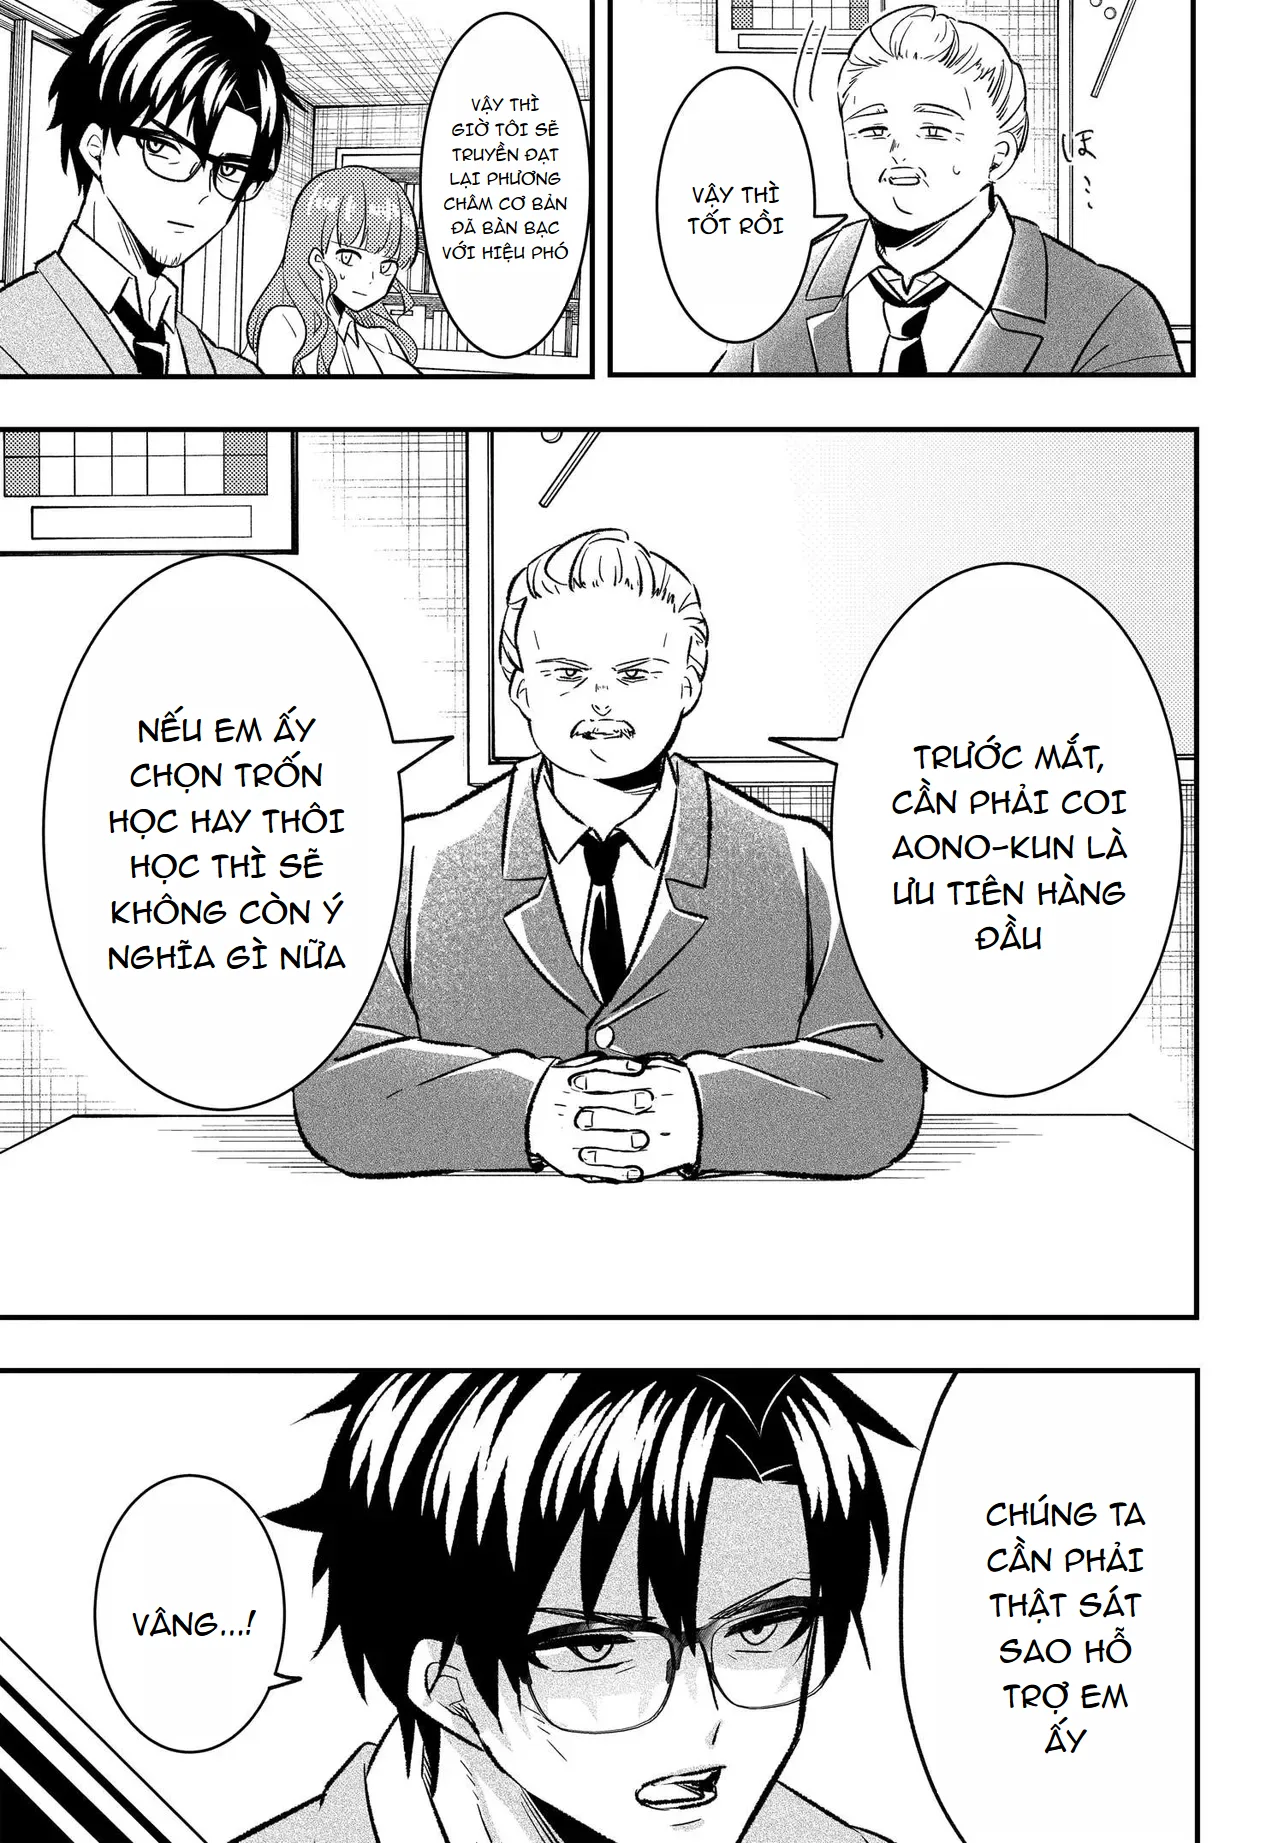 VẬY THÌ
TỐT RỒI
ほ…
VẬY THÌ
GIỜ TÔI SẼ
TRUYỀN ĐẠT
LẠI PHƯƠNG
CHÂM CƠ BẢN
ĐÃ BÀN BẠC
VỚI HIỆU PHÓ
TRƯỚC MẮT,
CẦN PHẢI COI
AONO-KUN LÀ
ƯU TIÊN HÀNG
ĐẦU
NẾU EM ẤY
CHỌN TRỐN
HỌC HAY THÔI
HỌC THÌ SẼ
KHÔNG CÒN Ý
NGHĨA GÌ NỮA
CHÚNG TA
CẦN PHẢI
THẬT SÁT
SAO HỖ
TRỢ EM
ẤY
VÂNG...!